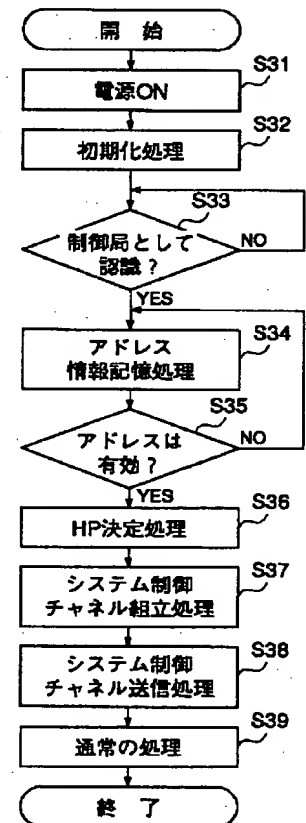 開 始
S31
電源ON
S32
初期化処理
S33
制御局として
認識?
NO
YES
S34
アドレス
情報記憶処理
S35
アドレスは
有効?
NO
YES
S36
HP決定処理
S37
システム制御
チャネル組立処理
S38
システム制御
チャネル送信処理
S39
通常の処理
終 了